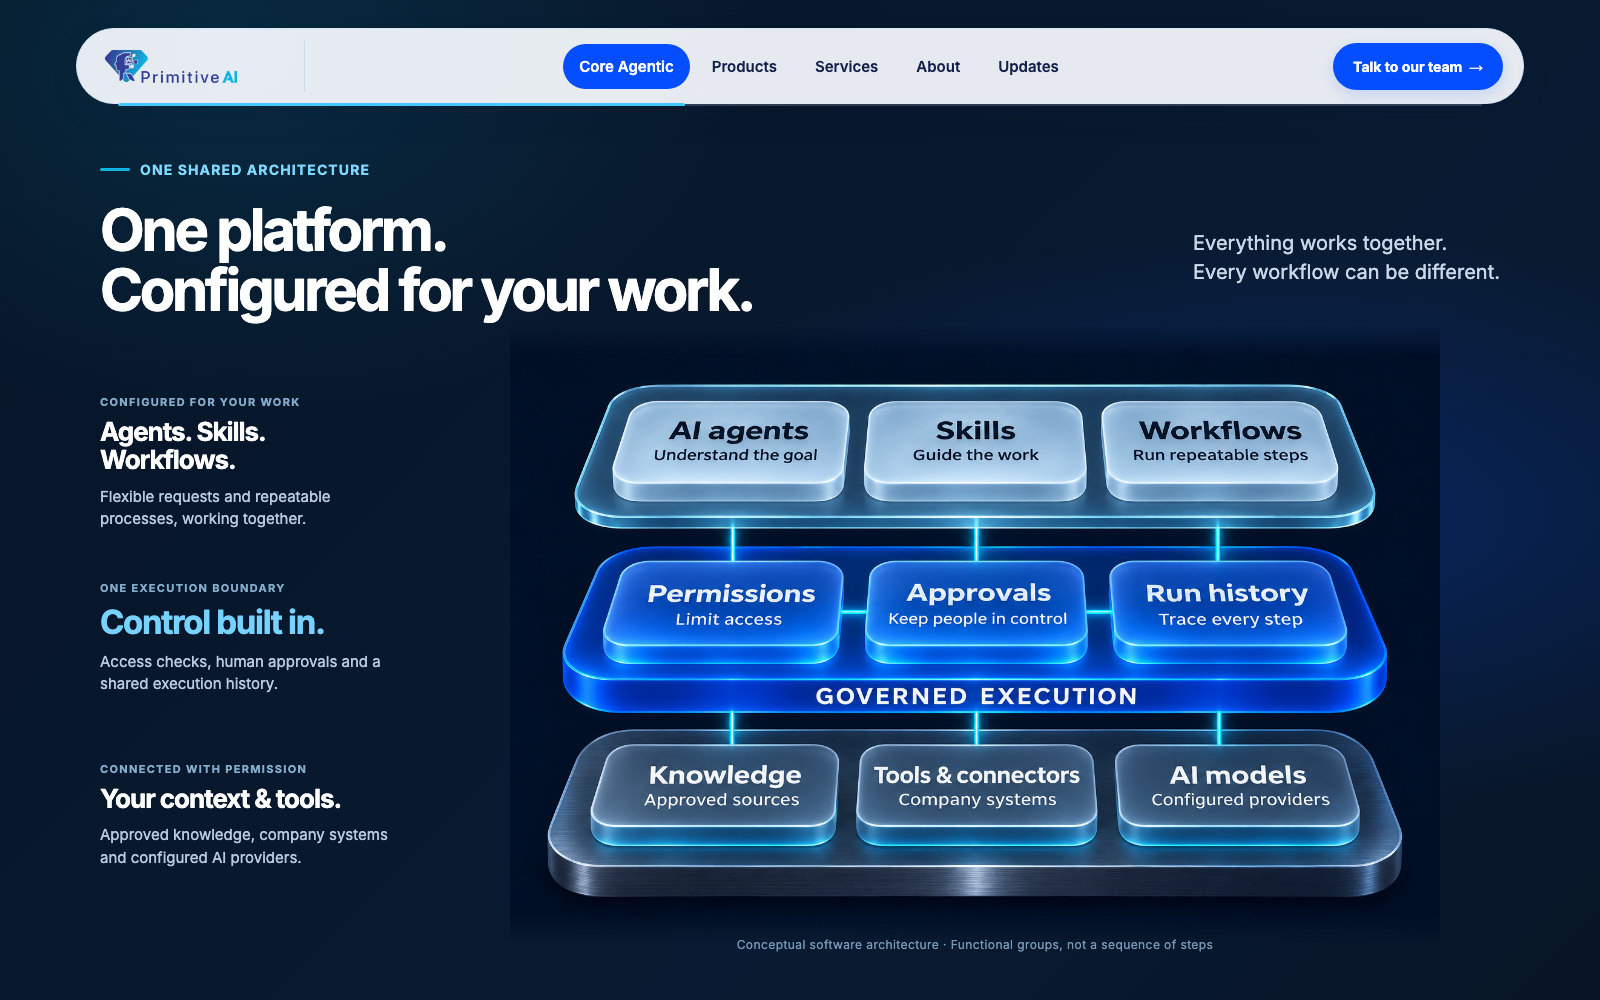 Primitive AI
Core Agentic
Products
Services
About
Updates
Talk to our team →
ONE SHARED ARCHITECTURE
One platform.
Configured for your work.
Everything works together.
Every workflow can be different.
CONFIGURED FOR YOUR WORK
Agents. Skills.
Workflows.
Flexible requests and repeatable
processes, working together.
ONE EXECUTION BOUNDARY
Control built in.
Access checks, human approvals and a
shared execution history.
CONNECTED WITH PERMISSION
Your context & tools.
Approved knowledge, company systems
and configured AI providers.
AI agents
Understand the goal
Skills
Guide the work
Workflows
Run repeatable steps
Permissions
Limit access
Approvals
Keep people in control
Run history
Trace every step
GOVERNED EXECUTION
Knowledge
Approved sources
Tools & connectors
Company systems
AI models
Configured providers
Conceptual software architecture · Functional groups, not a sequence of steps